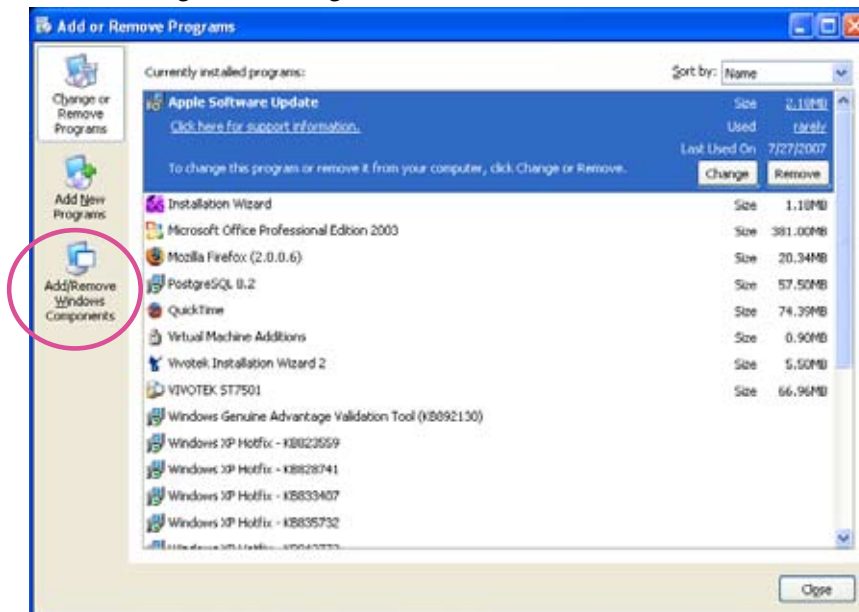 Add or Remove Programs
Change or
Remove
Programs
Add New
Programs
Add/Remove
Windows
Components
Currently installed programs:
Sort by: Name
Apple Software Update Size 2.18MB
Click here for support information. Used rarely
Last Used On 7/27/2007
To change this program or remove it from your computer, click Change or Remove. Change Remove
Installation Wizard Size 1.18MB
Microsoft Office Professional Edition 2003 Size 381.00MB
Mozilla Firefox (2.0.0.6) Size 20.34MB
PostgreSQL 8.2 Size 57.50MB
QuickTime Size 74.39MB
Virtual Machine Additions Size 0.90MB
Vivotek Installation Wizard 2 Size 5.50MB
VIVOTEK ST7501 Size 66.96MB
Windows Genuine Advantage Validation Tool (KB892130)
Windows XP Hotfix - KB823559
Windows XP Hotfix - KB828741
Windows XP Hotfix - KB833407
Windows XP Hotfix - KB835732
Close